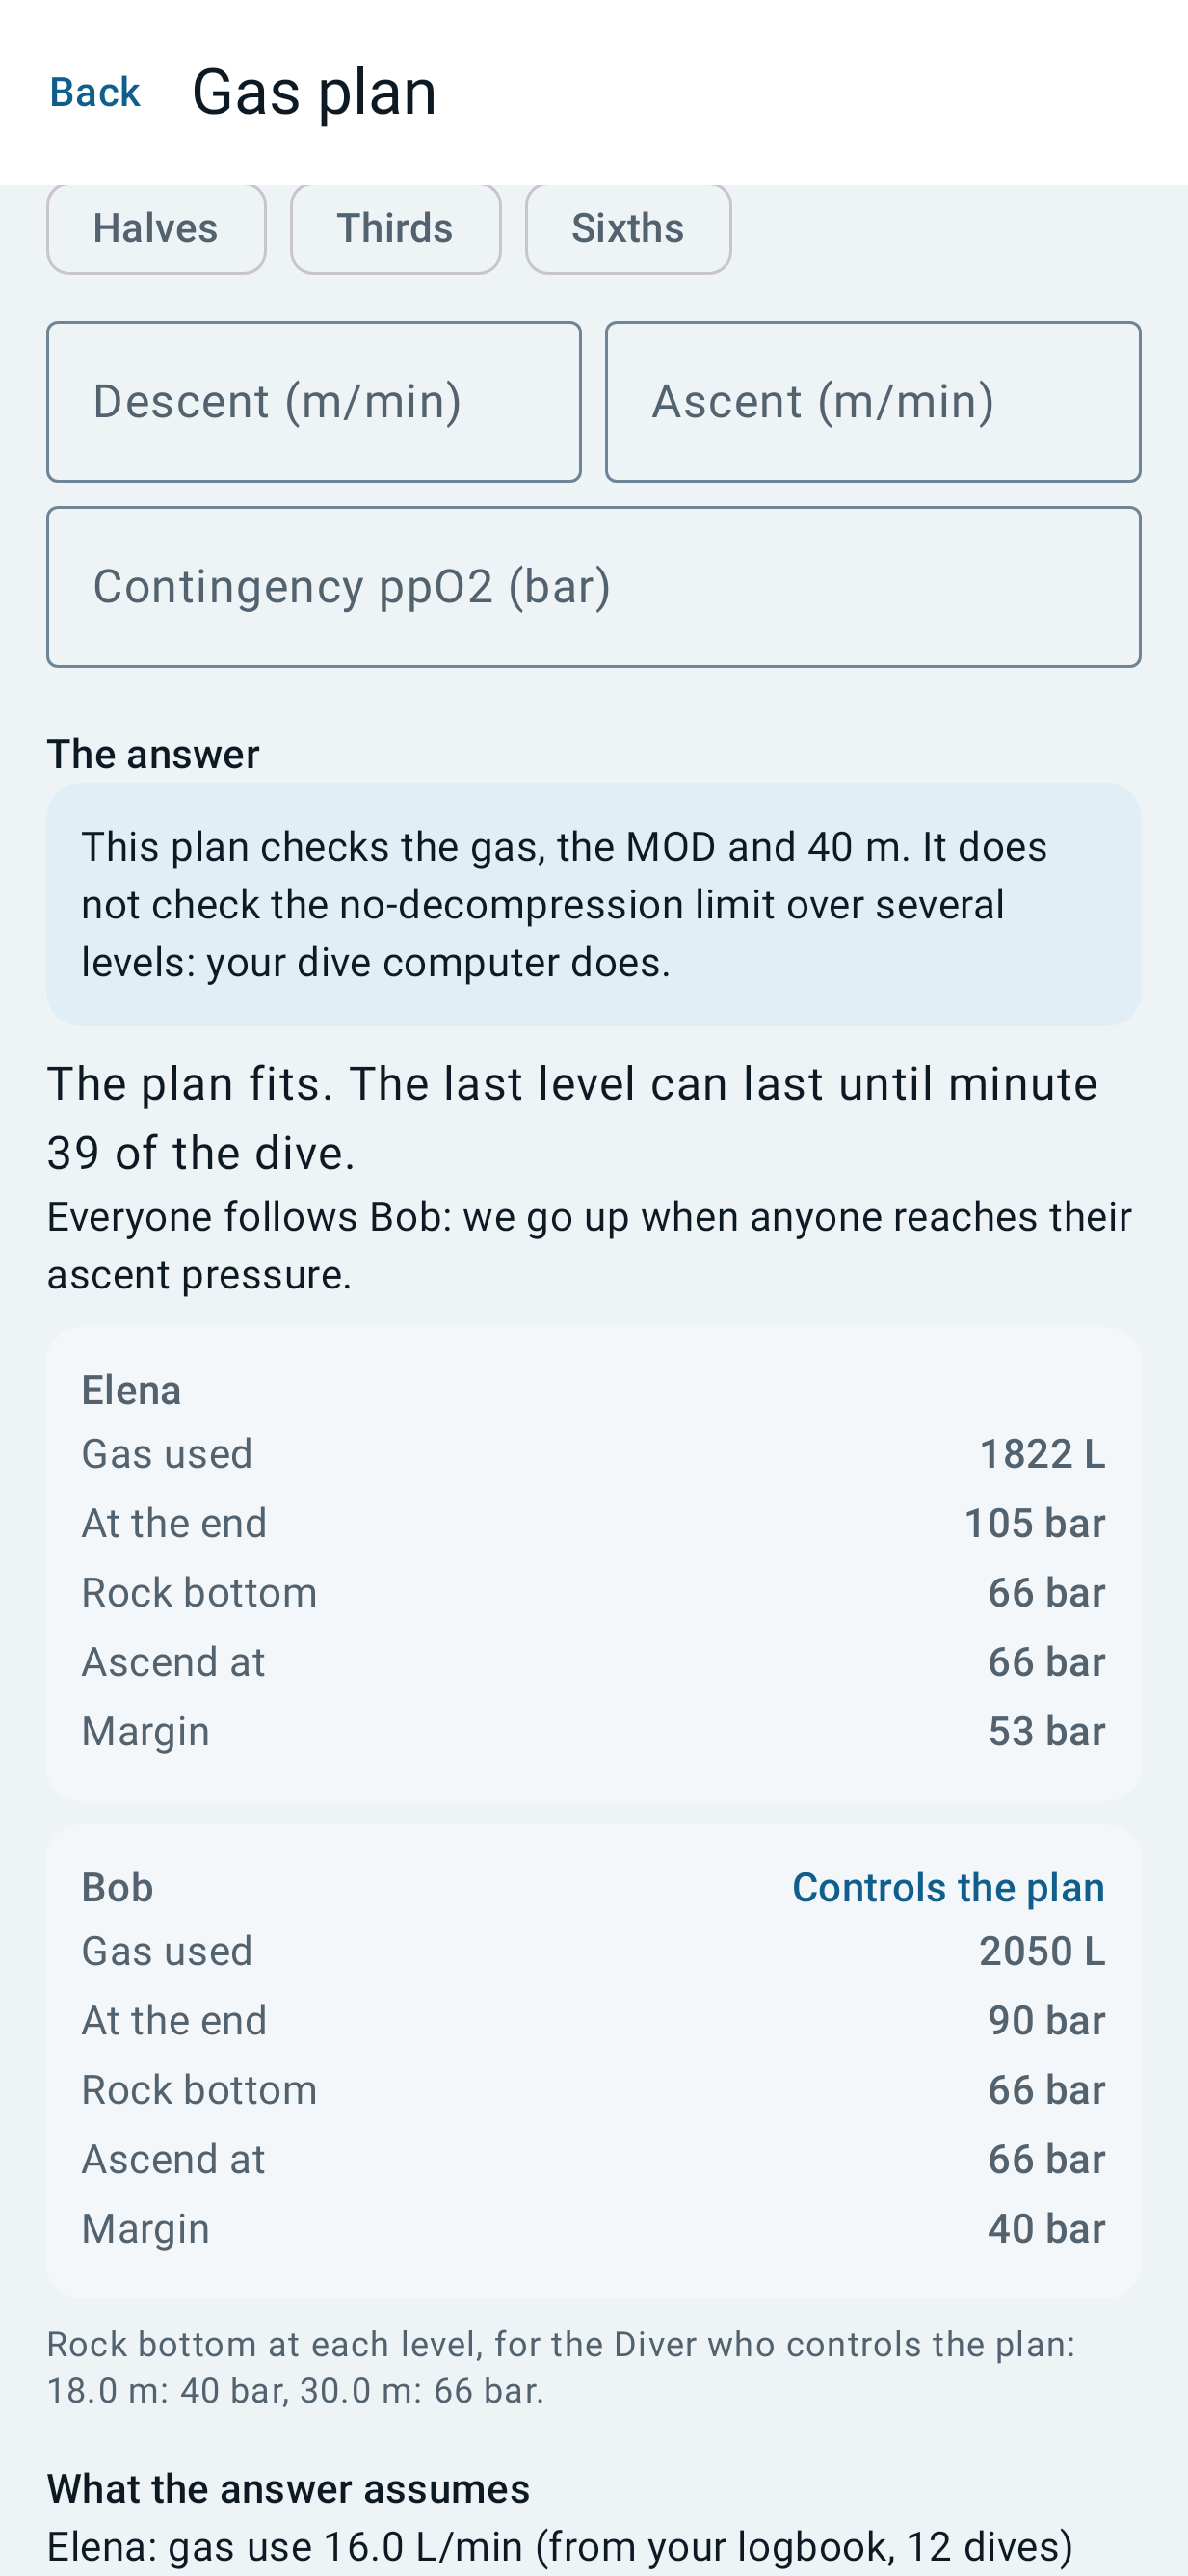 Back Gas plan
Halves Thirds Sixths
Descent (m/min) Ascent (m/min)
Contingency ppO2 (bar)
The answer
This plan checks the gas, the MOD and 40 m. It does
not check the no-decompression limit over several
levels: your dive computer does.
The plan fits. The last level can last until minute
39 of the dive.
Everyone follows Bob: we go up when anyone reaches their
ascent pressure.
Elena
Gas used 1822 L
At the end 105 bar
Rock bottom 66 bar
Ascend at 66 bar
Margin 53 bar
Bob Controls the plan
Gas used 2050 L
At the end 90 bar
Rock bottom 66 bar
Ascend at 66 bar
Margin 40 bar
Rock bottom at each level, for the Diver who controls the plan:
18.0 m: 40 bar, 30.0 m: 66 bar.
What the answer assumes
Elena: gas use 16.0 L/min (from your logbook, 12 dives)